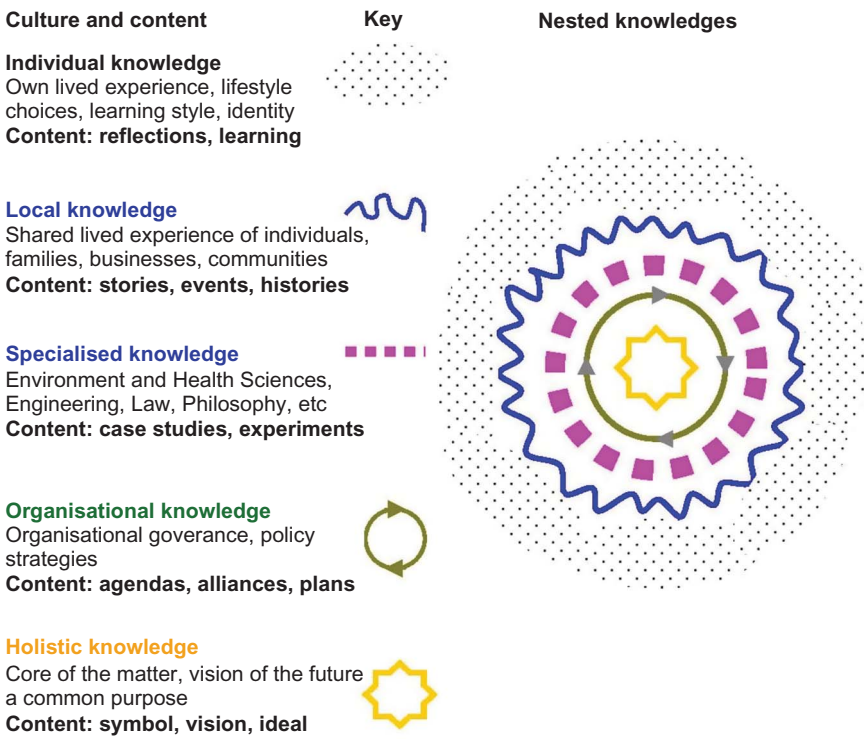 Culture and content Key Nested knowledges
Individual knowledge
Own lived experience, lifestyle
choices, learning style, identity
Content: reflections, learning
Local knowledge
Shared lived experience of individuals,
families, businesses, communities
Content: stories, events, histories
Specialised knowledge
Environment and Health Sciences,
Engineering, Law, Philosophy, etc
Content: case studies, experiments
Organisational knowledge
Organisational goverance, policy
strategies
Content: agendas, alliances, plans
Holistic knowledge
Core of the matter, vision of the future
a common purpose
Content: symbol, vision, ideal